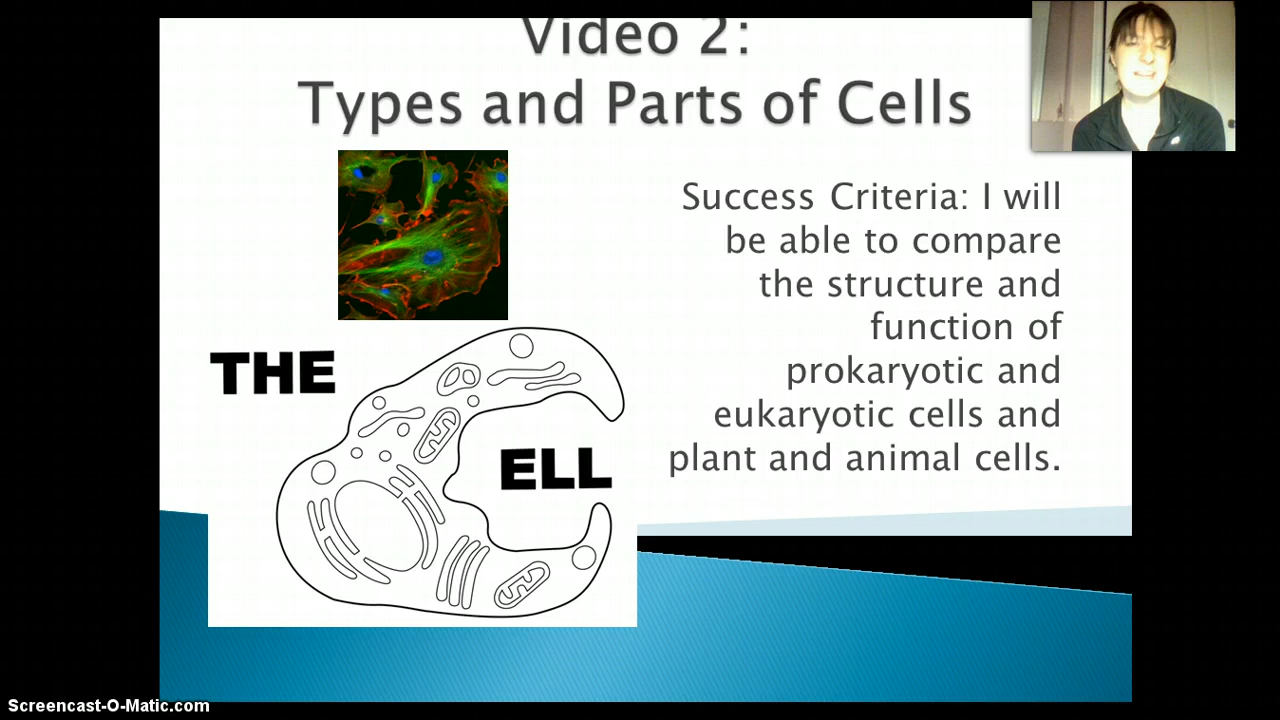 Video 2:
Types and Parts of Cells
Success Criteria: I will
be able to compare
the structure and
function of
prokaryotic and
eukaryotic cells and
plant and animal cells.
THE
ELL
Screencast-O-Matic.com